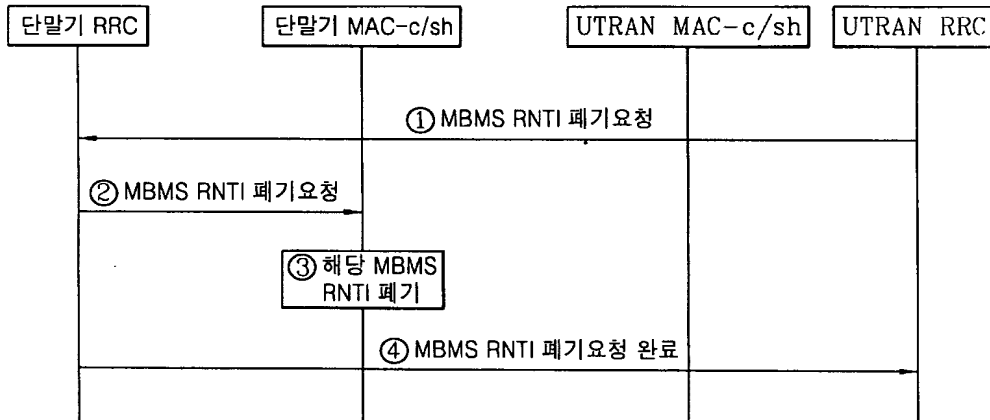 단말기 RRC
단말기 MAC-c/sh
UTRAN MAC-c/sh
UTRAN RRC
① MBMS RNTI 폐기요청
② MBMS RNTI 폐기요청
③ 해당 MBMS
RNTI 폐기
④ MBMS RNTI 폐기요청 완료